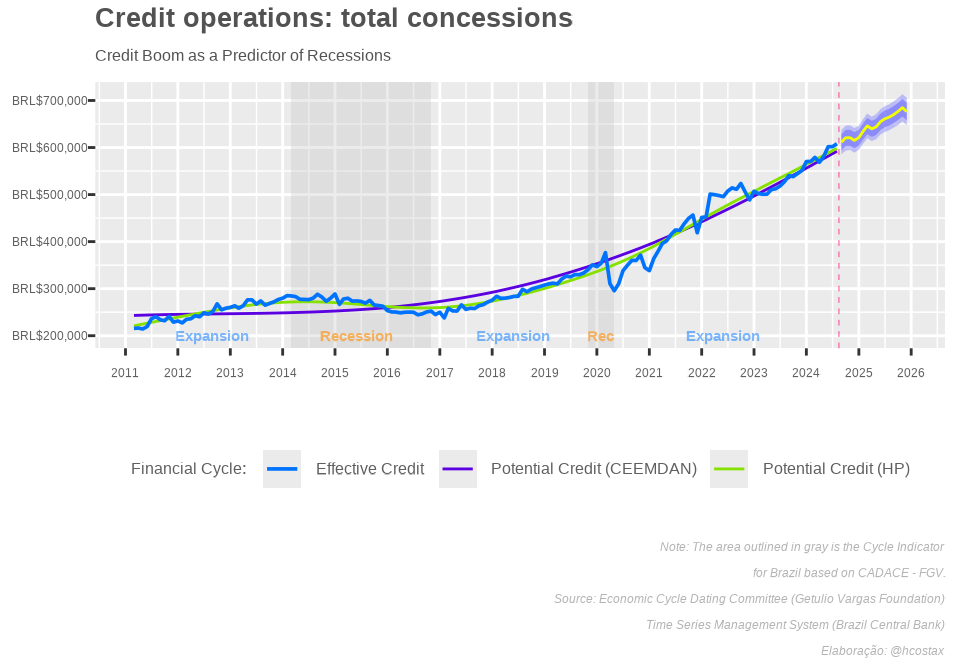 Credit operations: total concessions
Credit Boom as a Predictor of Recessions
BRL$700,000
BRL$600,000
BRL$500,000
BRL$400,000
BRL$300,000
BRL$200,000
Expansion Recession Expansion Rec Expansion
2011 2012 2013 2014 2015 2016 2017 2018 2019 2020 2021 2022 2023 2024 2025 2026
Financial Cycle: Effective Credit Potential Credit (CEEMDAN) Potential Credit (HP)
Note: The area outlined in gray is the Cycle Indicator
for Brazil based on CADACE - FGV.
Source: Economic Cycle Dating Committee (Getulio Vargas Foundation)
Time Series Management System (Brazil Central Bank)
Elaboração: @hcostax